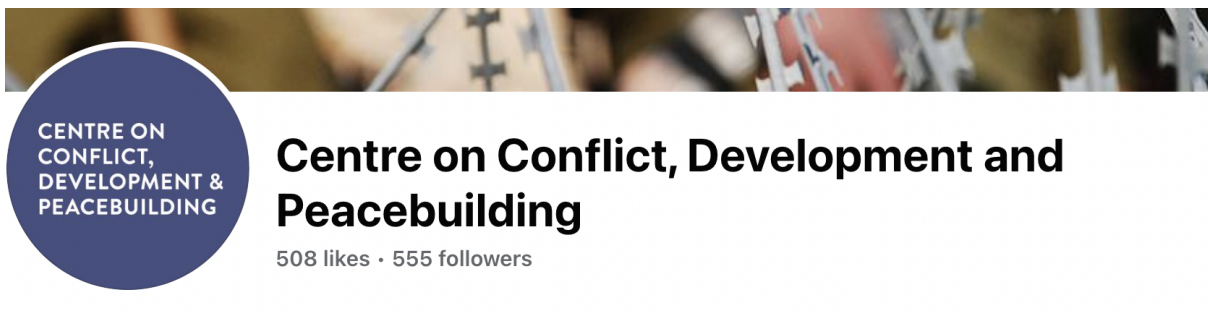 CENTRE ON
CONFLICT,
DEVELOPMENT &
PEACEBUILDING
Centre on Conflict, Development and
Peacebuilding
508 likes · 555 followers